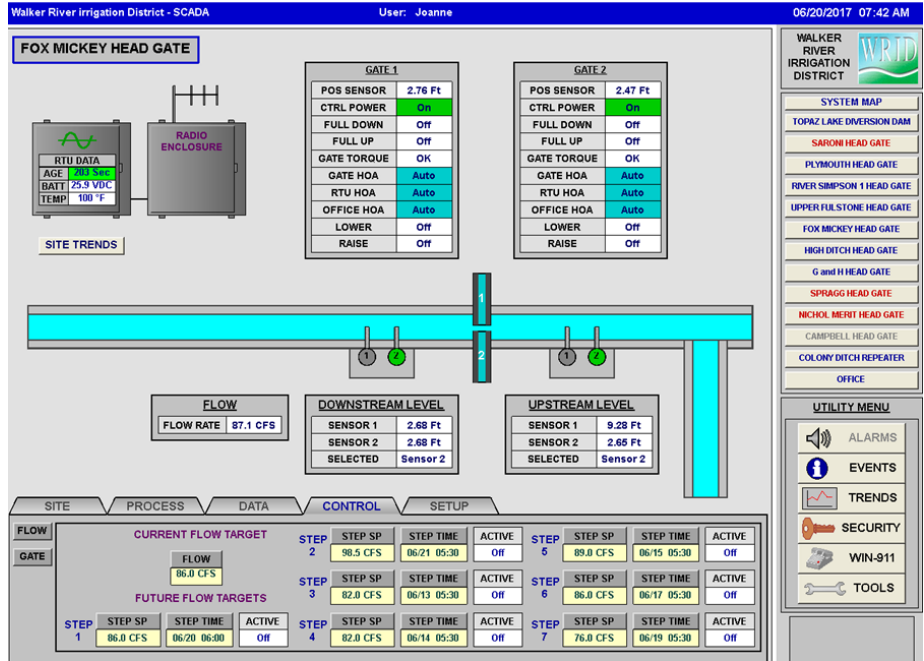 Walker River irrigation District - SCADA User: Joanne 06/20/2017 07:42 AM
FOX MICKEY HEAD GATE
RADIO
ENCLOSURE
RTU DATA
AGE 203 Sec
BATT 25.9 VDC
TEMP 100 °F
SITE TRENDS
GATE 1
POS SENSOR 2.76 Ft
CTRL POWER On
FULL DOWN Off
FULL UP Off
GATE TORQUE OK
GATE HOA Auto
RTU HOA Auto
OFFICE HOA Auto
LOWER Off
RAISE Off
GATE 2
POS SENSOR 2.47 Ft
CTRL POWER On
FULL DOWN Off
FULL UP Off
GATE TORQUE OK
GATE HOA Auto
RTU HOA Auto
OFFICE HOA Auto
LOWER Off
RAISE Off
1
2
1 2
1 2
FLOW
FLOW RATE 87.1 CFS
DOWNSTREAM LEVEL
SENSOR 1 2.68 Ft
SENSOR 2 2.68 Ft
SELECTED Sensor 2
UPSTREAM LEVEL
SENSOR 1 9.28 Ft
SENSOR 2 2.65 Ft
SELECTED Sensor 2
SITE PROCESS DATA CONTROL SETUP
FLOW
GATE
CURRENT FLOW TARGET
FLOW
86.0 CFS
FUTURE FLOW TARGETS
STEP 1 STEP SP STEP TIME ACTIVE
86.0 CFS 06/20 06:00 Off
STEP 2 STEP SP STEP TIME ACTIVE
98.5 CFS 06/21 05:30 Off
STEP 3 STEP SP STEP TIME ACTIVE
82.0 CFS 06/13 05:30 Off
STEP 4 STEP SP STEP TIME ACTIVE
82.0 CFS 06/14 05:30 Off
STEP 5 STEP SP STEP TIME ACTIVE
89.0 CFS 06/15 05:30 Off
STEP 6 STEP SP STEP TIME ACTIVE
86.0 CFS 06/17 05:30 Off
STEP 7 STEP SP STEP TIME ACTIVE
76.0 CFS 06/19 05:30 Off
WALKER
RIVER
IRRIGATION
DISTRICT
WRID
SYSTEM MAP
TOPAZ LAKE DIVERSION DAM
SARONI HEAD GATE
PLYMOUTH HEAD GATE
RIVER SIMPSON 1 HEAD GATE
UPPER FULSTONE HEAD GATE
FOX MICKEY HEAD GATE
HIGH DITCH HEAD GATE
G and H HEAD GATE
SPRAGG HEAD GATE
NICHOL MERIT HEAD GATE
CAMPBELL HEAD GATE
COLONY DITCH REPEATER
OFFICE
UTILITY MENU
ALARMS
EVENTS
TRENDS
SECURITY
WIN-911
TOOLS